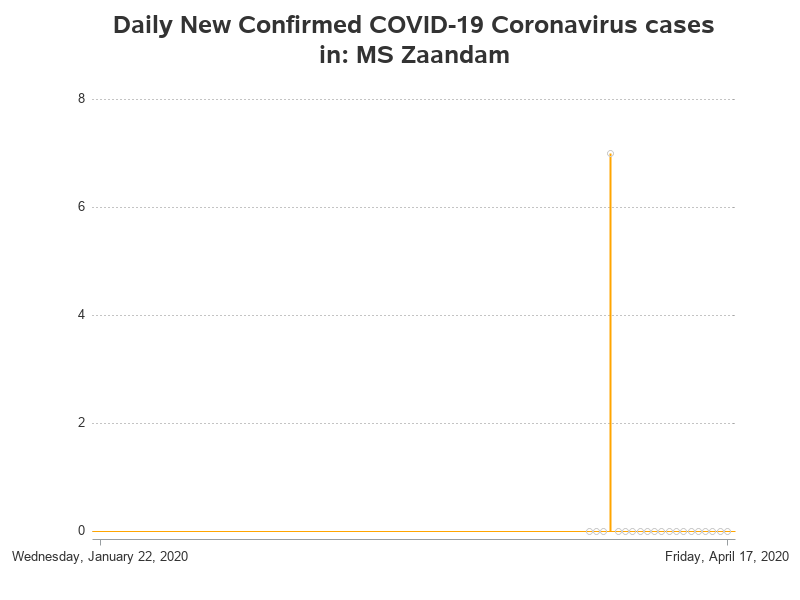 Daily New Confirmed COVID-19 Coronavirus cases
in: MS Zaandam
8
6
4
2
0
Wednesday, January 22, 2020
Friday, April 17, 2020